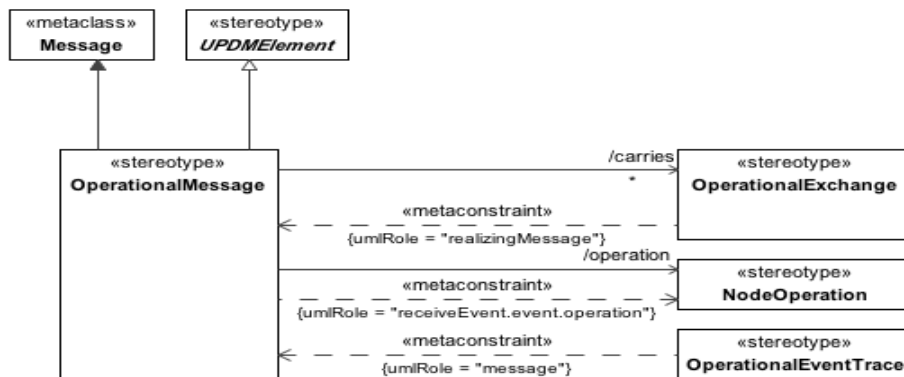 «metaclass»
Message
«stereotype»
UPDMElement
«stereotype»
OperationalMessage
/carries
*
«stereotype»
OperationalExchange
«metaconstraint»
{umlRole = "realizingMessage"}
/operation
«metaconstraint»
{umlRole = "receiveEvent.event.operation"}
«stereotype»
NodeOperation
«metaconstraint»
{umlRole = "message"}
«stereotype»
OperationalEventTrace